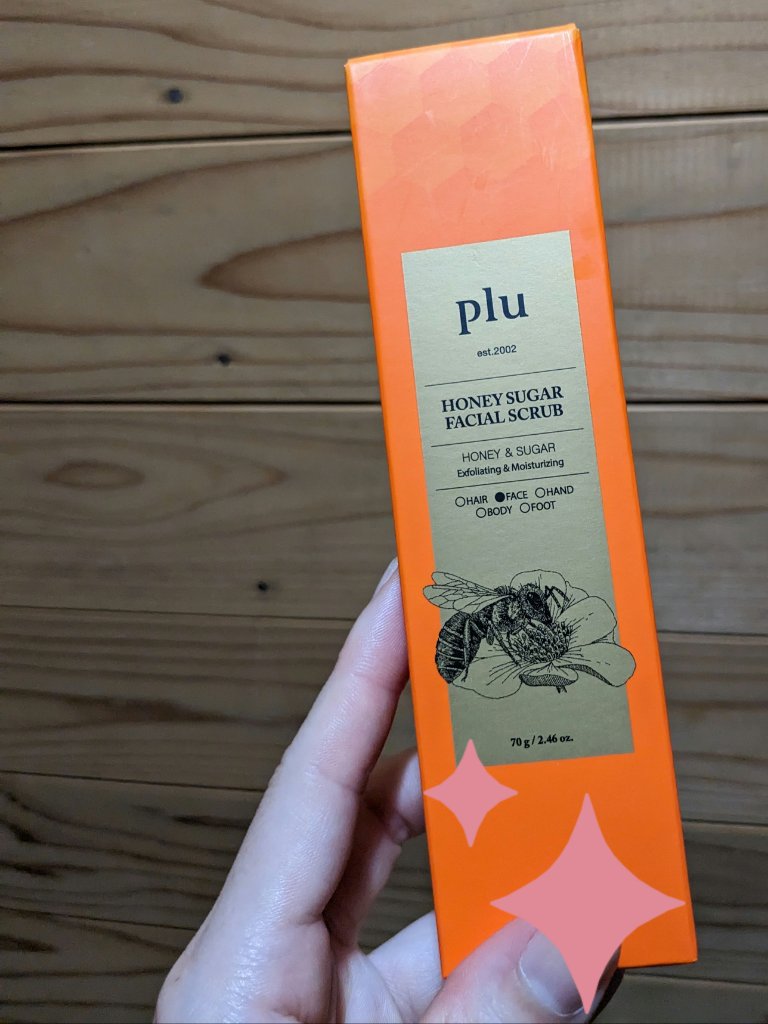 plu
est.2002
HONEY SUGAR
FACIAL SCRUB
HONEY & SUGAR
Exfoliating & Moisturizing
○HAIR ●FACE ○HAND
○BODY ○FOOT
70 g / 2.46 oz.